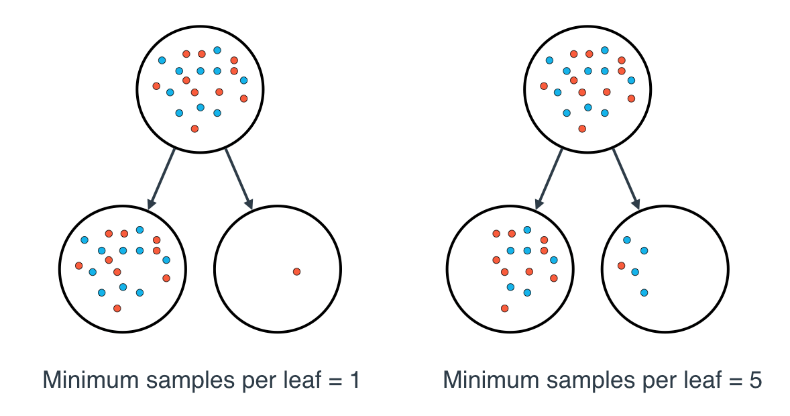 Minimum samples per leaf = 1
Minimum samples per leaf = 5